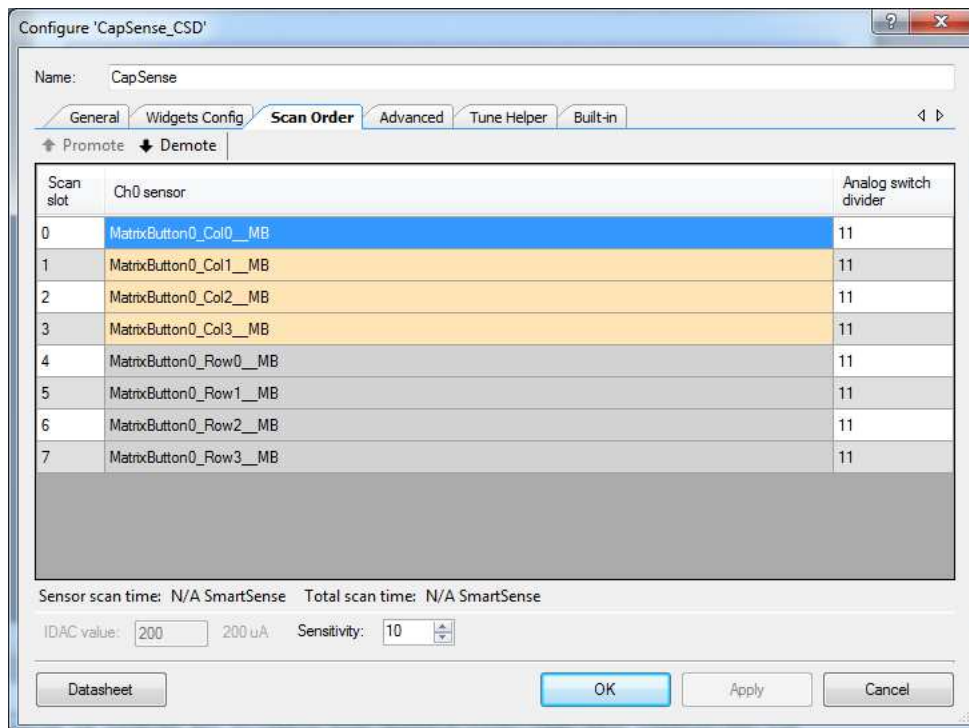 Configure 'CapSense_CSD'
Name: CapSense
General Widgets Config Scan Order Advanced Tune Helper Built-in
Promote Demote
Scan slot Ch0 sensor Analog switch divider
0 MatrixButton0_Col0__MB 11
1 MatrixButton0_Col1__MB 11
2 MatrixButton0_Col2__MB 11
3 MatrixButton0_Col3__MB 11
4 MatrixButton0_Row0__MB 11
5 MatrixButton0_Row1__MB 11
6 MatrixButton0_Row2__MB 11
7 MatrixButton0_Row3__MB 11
Sensor scan time: N/A SmartSense Total scan time: N/A SmartSense
IDAC value: 200 200 uA Sensitivity: 10
Datasheet OK Apply Cancel